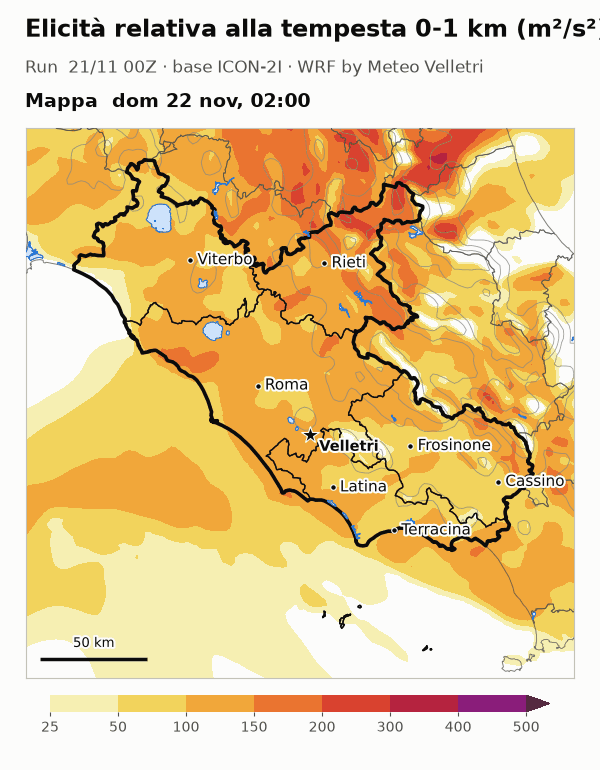 Elicità relativa alla tempesta 0-1 km (m²/s²)
Run 21/11 00Z · base ICON-2I · WRF by Meteo Velletri
Mappa dom 22 nov, 02:00
Viterbo
Rieti
Roma
Velletri
Frosinone
Latina
Cassino
Terracina
50 km
25 50 100 150 200 300 400 500